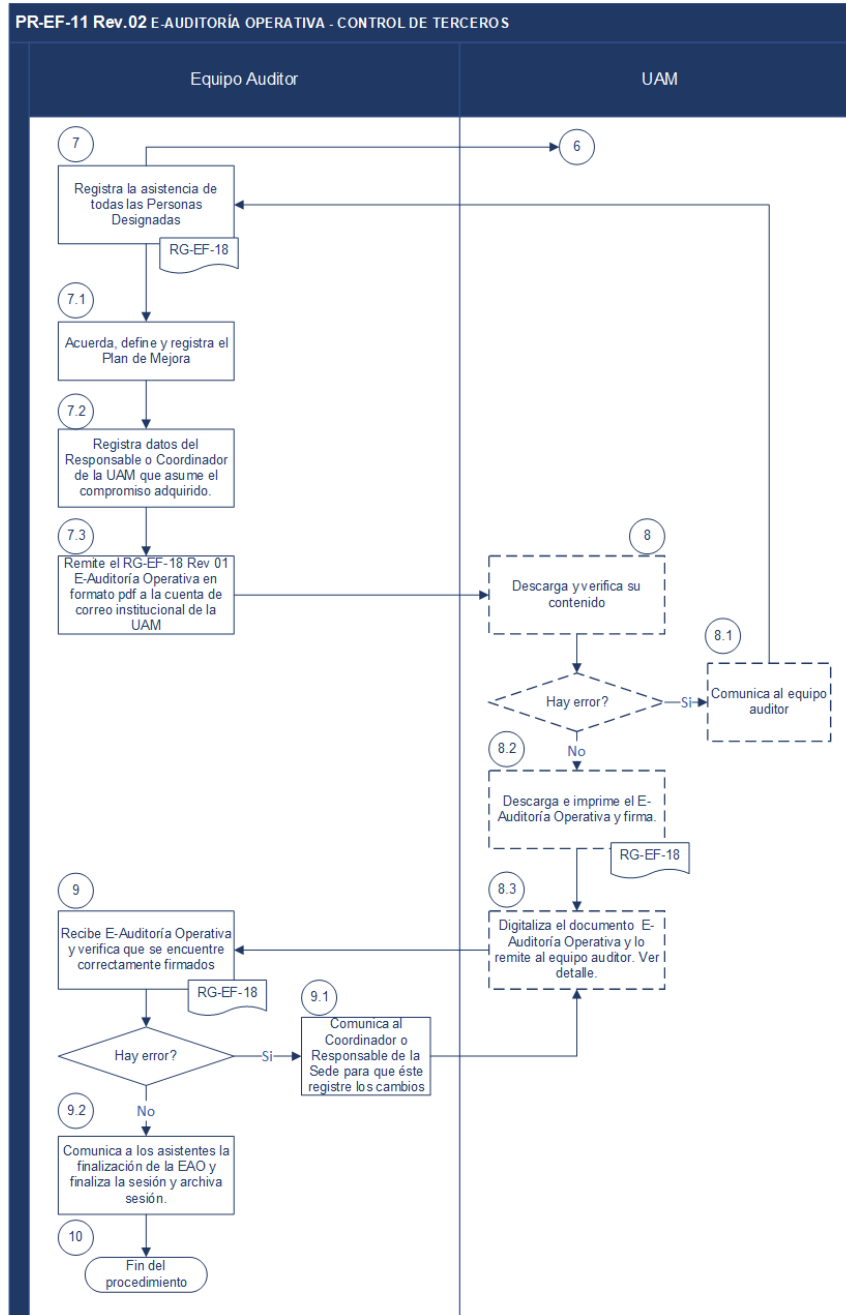 PR-EF-11 Rev.02 E-AUDITORÍA OPERATIVA - CONTROL DE TERCEROS
Equipo Auditor
UAM
7
6
Registra la asistencia de
todas las Personas
Designadas
RG-EF-18
7.1
Acuerda, define y registra el
Plan de Mejora
7.2
Registra datos del
Responsable o Coordinador
de la UAM que asume el
compromiso adquirido.
7.3
Remite el RG-EF-18 Rev 01
E-Auditoría Operativa en
formato pdf a la cuenta de
correo institucional de la
UAM
8
Descarga y verifica su
contenido
Hay error?
Si
8.1
Comunica al equipo
auditor
No
8.2
Descarga e imprime el E-
Auditoría Operativa y firma.
RG-EF-18
8.3
Digitaliza el documento E-
Auditoría Operativa y lo
remite al equipo auditor. Ver
detalle.
9
Recibe E-Auditoría Operativa
y verifica que se encuentre
correctamente firmados
RG-EF-18
Hay error?
Si
9.1
Comunica al
Coordinador o
Responsable de la
Sede para que éste
registre los cambios
No
9.2
Comunica a los asistentes la
finalización de la EAO y
finaliza la sesión y archiva
sesión.
10
Fin del
procedimiento